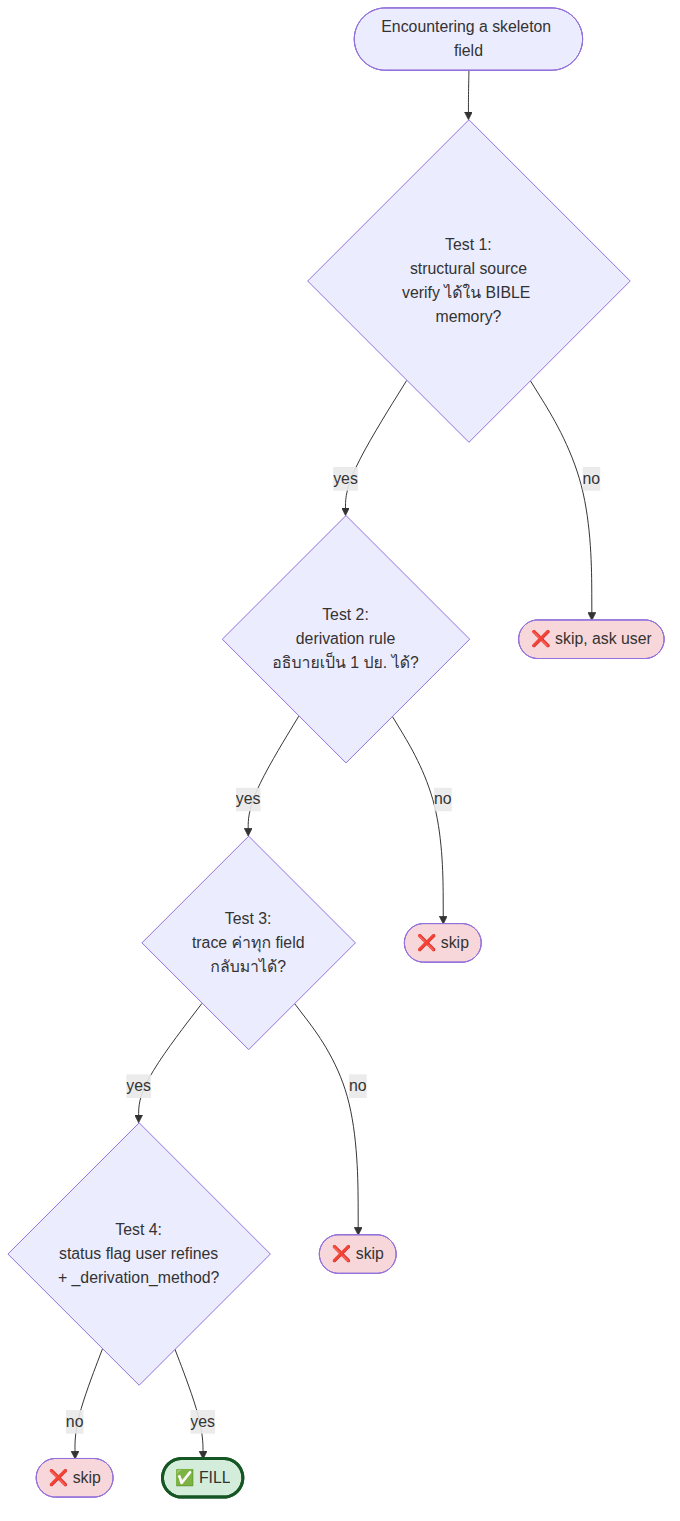 Encountering a skeleton
field
Test 1:
structural source
verify ได้ใน BIBLE
memory?
yes
no
Test 2:
derivation rule
อธิบายเป็น 1 ปย. ได้?
❌ skip, ask user
yes
no
Test 3:
trace ค่าทุก field
กลับมาได้?
❌ skip
yes
no
Test 4:
status flag user refines
+ _derivation_method?
❌ skip
no
yes
❌ skip
✅ FILL